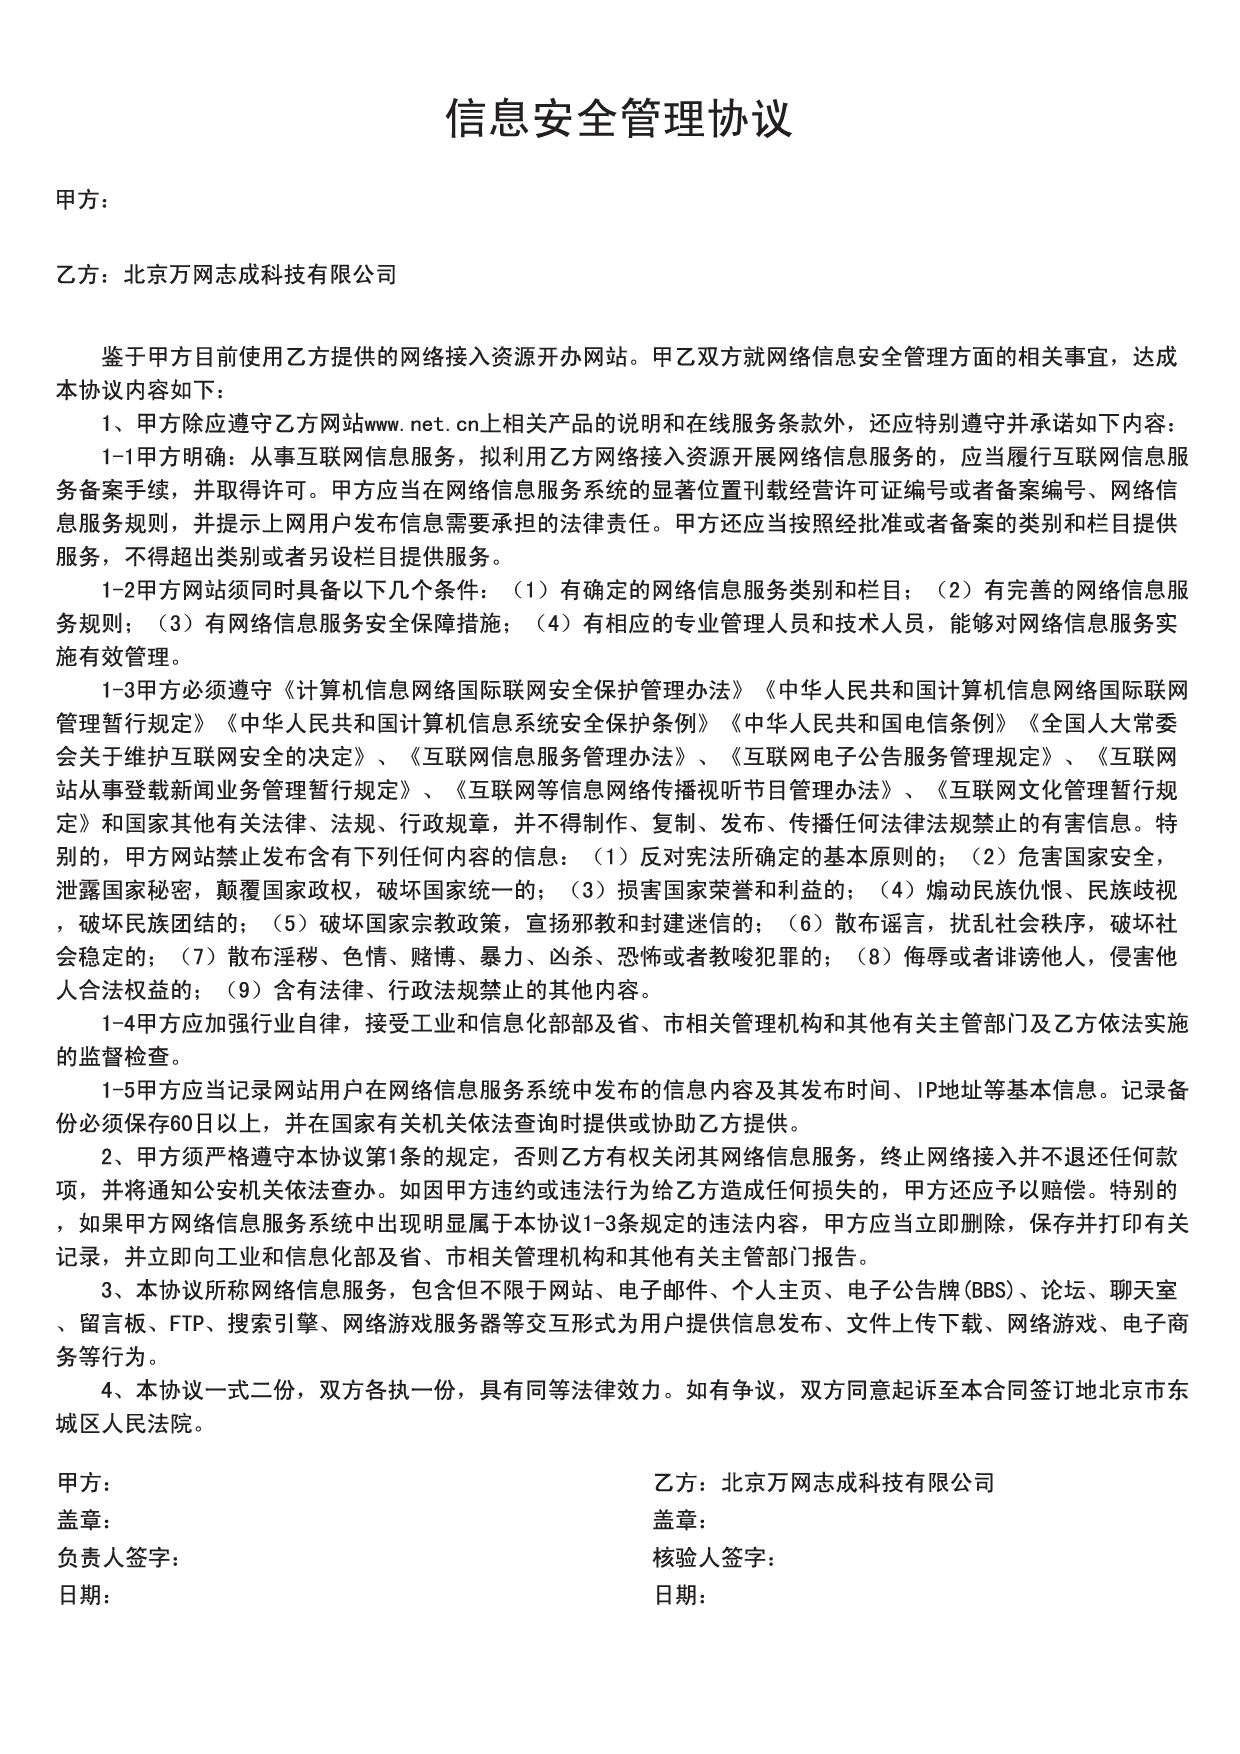 信息安全管理协议
甲方：
乙方：北京万网志成科技有限公司
鉴于甲方目前使用乙方提供的网络接入资源开办网站。甲乙双方就网络信息安全管理方面的相关事宜，达成
本协议内容如下：
1、甲方除应遵守乙方网站www.net.cn上相关产品的说明和在线服务条款外，还应特别遵守并承诺如下内容：
1-1甲方明确：从事互联网信息服务，拟利用乙方网络接入资源开展网络信息服务的，应当履行互联网信息服
务备案手续，并取得许可。甲方应当在网络信息服务系统的显著位置刊载经营许可证编号或者备案编号、网络信
息服务规则，并提示上网用户发布信息需要承担的法律责任。甲方还应当按照经批准或者备案的类别和栏目提供
服务，不得超出类别或者另设栏目提供服务。
1-2甲方网站须同时具备以下几个条件：（1）有确定的网络信息服务类别和栏目；（2）有完善的网络信息服
务规则；（3）有网络信息服务安全保障措施；（4）有相应的专业管理人员和技术人员，能够对网络信息服务实
施有效管理。
1-3甲方必须遵守《计算机信息网络国际联网安全保护管理办法》《中华人民共和国计算机信息网络国际联网
管理暂行规定》《中华人民共和国计算机信息系统安全保护条例》《中华人民共和国电信条例》《全国人大常委
会关于维护互联网安全的决定》、《互联网信息服务管理办法》、《互联网电子公告服务管理规定》、《互联网
站从事登载新闻业务管理暂行规定》、《互联网等信息网络传播视听节目管理办法》、《互联网文化管理暂行规
定》和国家其他有关法律、法规、行政规章，并不得制作、复制、发布、传播任何法律法规禁止的有害信息。特
别的，甲方网站禁止发布含有下列任何内容的信息：（1）反对宪法所确定的基本原则的；（2）危害国家安全，
泄露国家秘密，颠覆国家政权，破坏国家统一的；（3）损害国家荣誉和利益的；（4）煽动民族仇恨、民族歧视
，破坏民族团结的；（5）破坏国家宗教政策，宣扬邪教和封建迷信的；（6）散布谣言，扰乱社会秩序，破坏社
会稳定的；（7）散布淫秽、色情、赌博、暴力、凶杀、恐怖或者教唆犯罪的；（8）侮辱或者诽谤他人，侵害他
人合法权益的；（9）含有法律、行政法规禁止的其他内容。
1-4甲方应加强行业自律，接受工业和信息化部部及省、市相关管理机构和其他有关主管部门及乙方依法实施
的监督检查。
1-5甲方应当记录网站用户在网络信息服务系统中发布的信息内容及其发布时间、IP地址等基本信息。记录备
份必须保存60日以上，并在国家有关机关依法查询时提供或协助乙方提供。
2、甲方须严格遵守本协议第1条的规定，否则乙方有权关闭其网络信息服务，终止网络接入并不退还任何款
项，并将通知公安机关依法查办。如因甲方违约或违法行为给乙方造成任何损失的，甲方还应予以赔偿。特别的
，如果甲方网络信息服务系统中出现明显属于本协议1-3条规定的违法内容，甲方应当立即删除，保存并打印有关
记录，并立即向工业和信息化部及省、市相关管理机构和其他有关主管部门报告。
3、本协议所称网络信息服务，包含但不限于网站、电子邮件、个人主页、电子公告牌(BBS)、论坛、聊天室
、留言板、FTP、搜索引擎、网络游戏服务器等交互形式为用户提供信息发布、文件上传下载、网络游戏、电子商
务等行为。
4、本协议一式二份，双方各执一份，具有同等法律效力。如有争议，双方同意起诉至本合同签订地北京市东
城区人民法院。
甲方：
盖章：
负责人签字：
日期：
乙方：北京万网志成科技有限公司
盖章：
核验人签字：
日期：